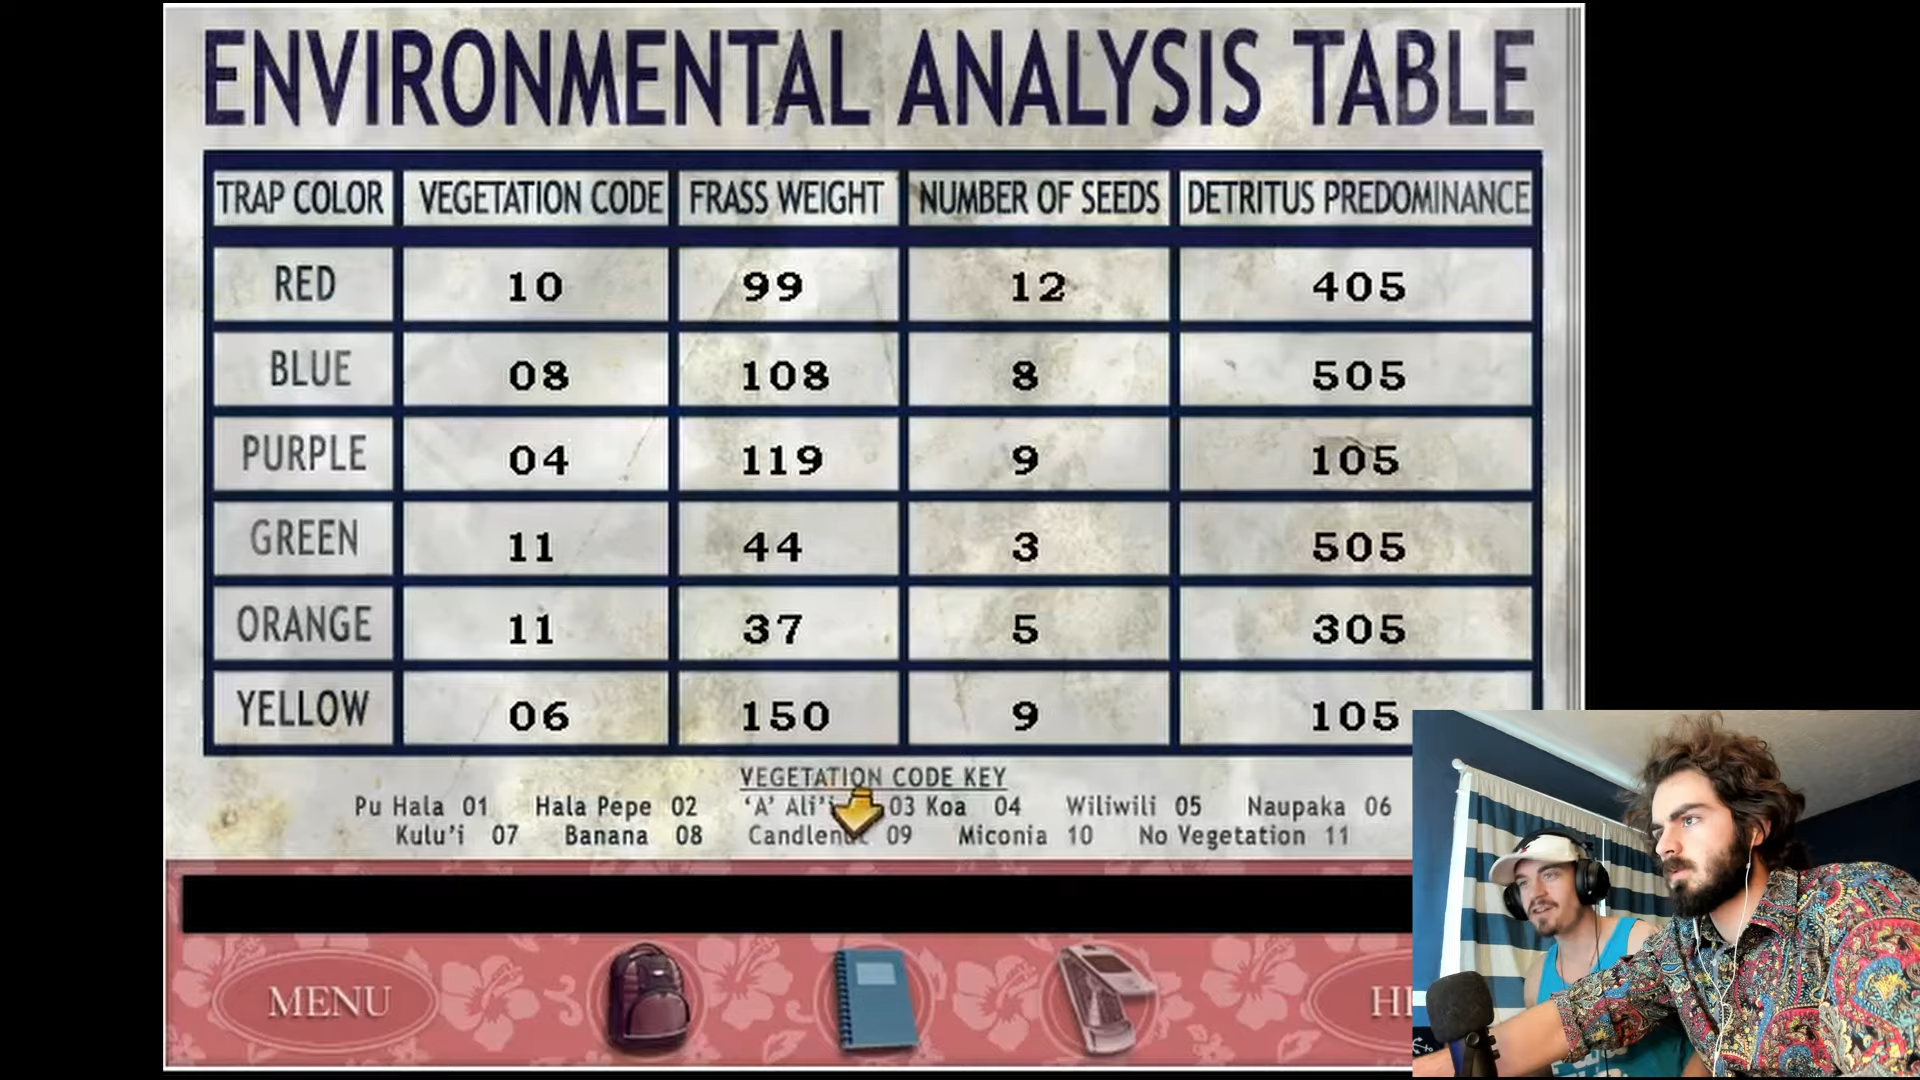 ENVIRONMENTAL ANALYSIS TABLE
TRAP COLOR VEGETATION CODE FRASS WEIGHT NUMBER OF SEEDS DETRITUS PREDOMINANCE
RED 10 99 12 405
BLUE 08 108 8 505
PURPLE 04 119 9 105
GREEN 11 44 3 505
ORANGE 11 37 5 305
YELLOW 06 150 9 105
VEGETATION CODE KEY
Pu Hala 01 Hala Pepe 02 'A' Ali'i 03 Koa 04 Wiliwili 05 Naupaka 06
Kulu'i 07 Banana 08 09 Miconia 10 No Vegetation 11
MENU